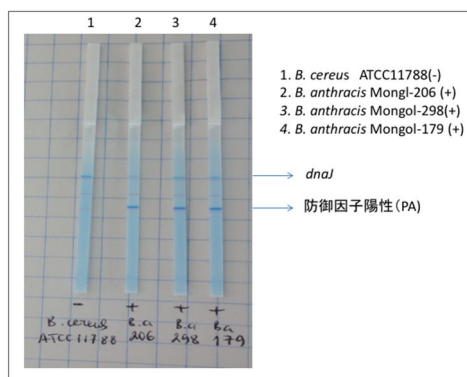 1 2 3 4
1. B. cereus ATCC11788(-)
2. B. anthracis Mongl-206 (+)
3. B. anthracis Mongol-298(+)
4. B. anthracis Mongol-179 (+)
dnaJ
防御因子陽性(PA)
- + + +
B. cereus B.a B.a Ba
ATCC11788 206 298 179